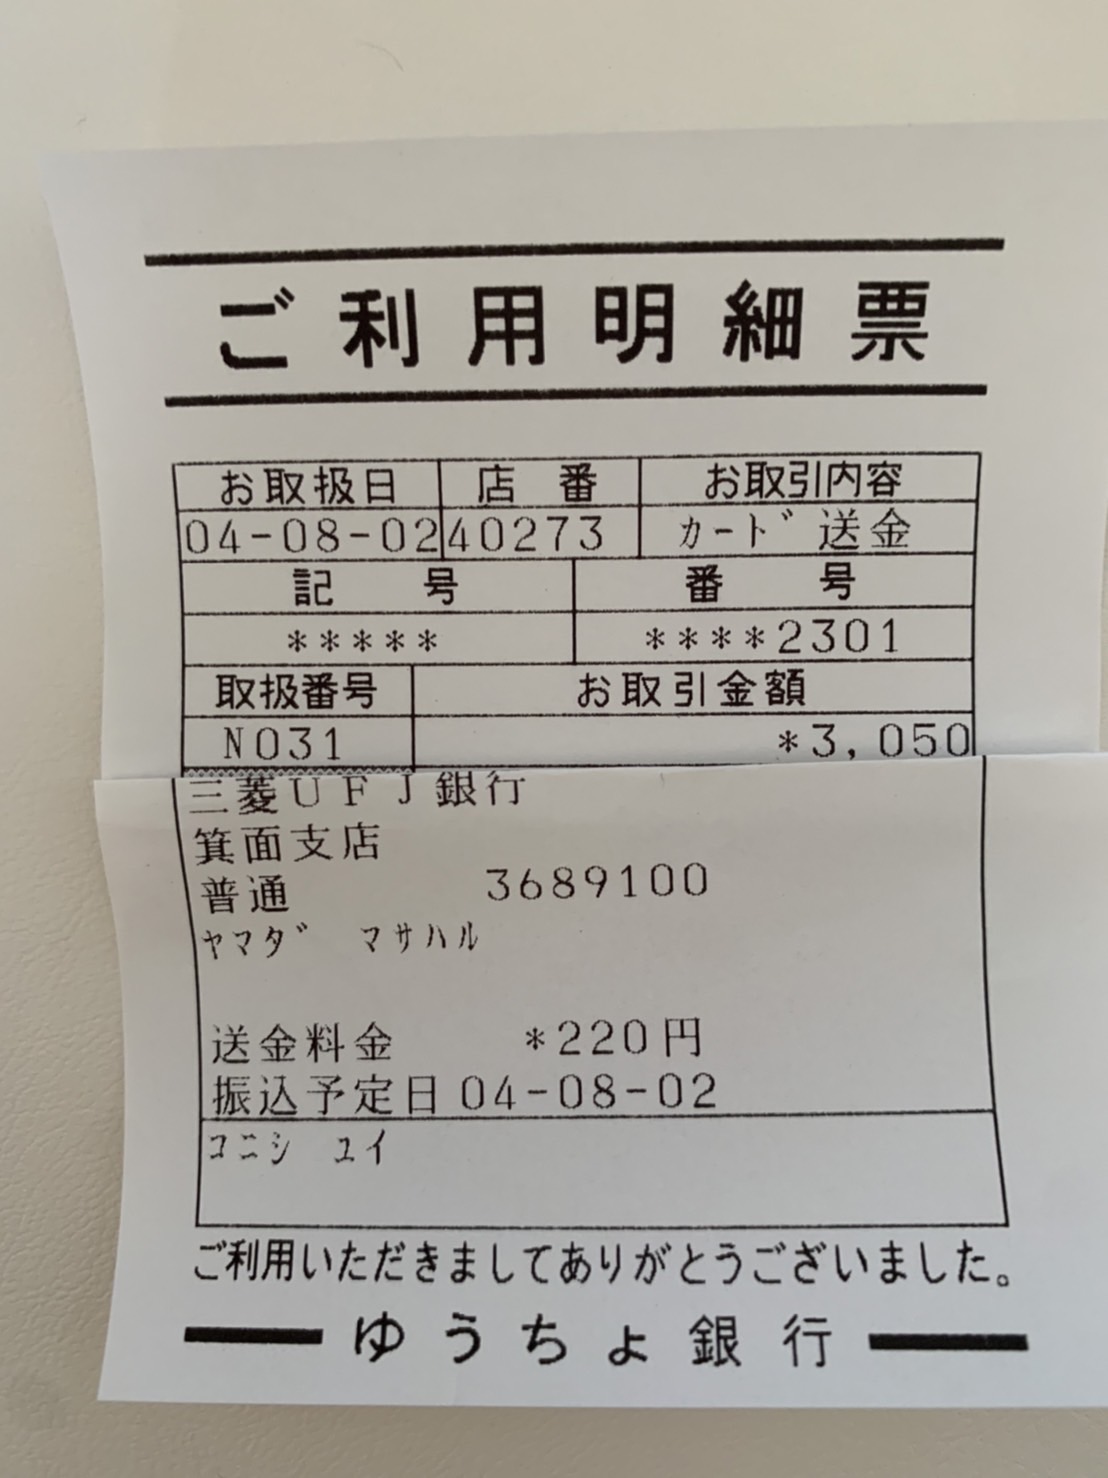 ご利用明細票
お取扱日 店番 お取引内容
04-08-02 40273 ｶｰﾄﾞ送金
記号 番号
***** ****2301
取扱番号 お取引金額
N031 *3,050
三菱UFJ銀行
箕面支店
普通 3689100
ﾔﾏﾀﾞ ﾏｻﾊﾙ
送金料金 *220円
振込予定日 04-08-02
ｺﾆｼ ﾕｲ
ご利用いただきましてありがとうございました。
ゆうちょ銀行